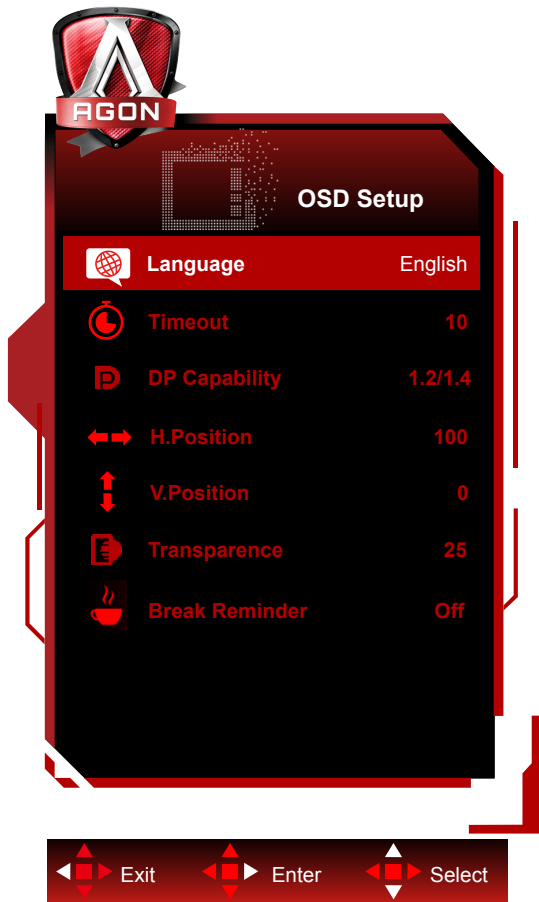 AGON
OSD Setup
Language English
Timeout 10
DP Capability 1.2/1.4
H.Position 100
V.Position 0
Transparence 25
Break Reminder Off
Exit Enter Select